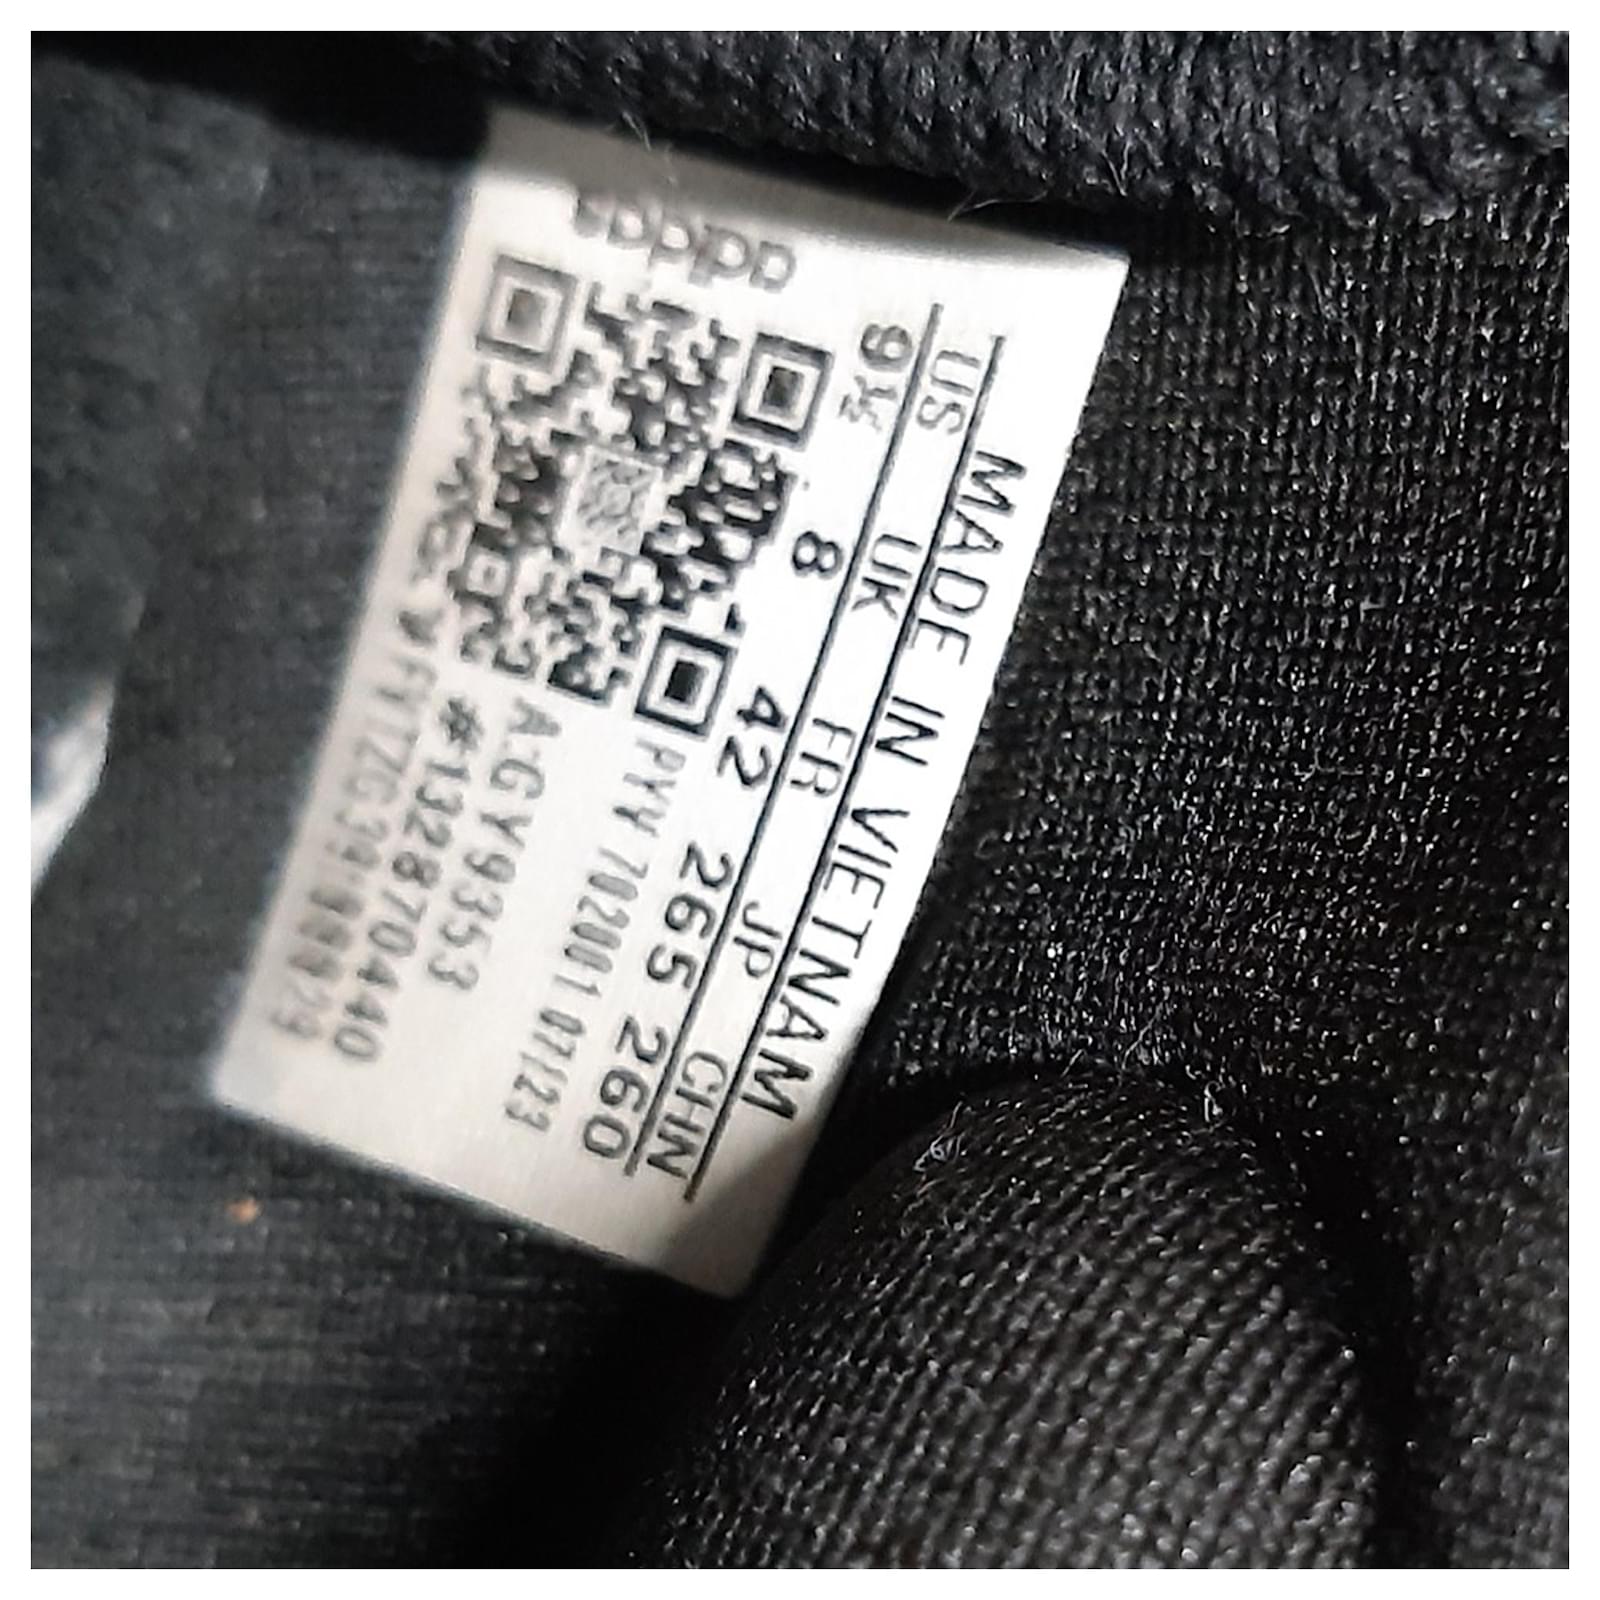 adidas
MADE IN VIETNAM
US UK FR JP CHN
9½ 8 42 265 260
PYV 702001 07/23
A:GY9353
#132870440